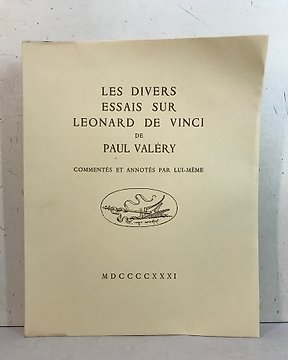 LES DIVERS
ESSAIS SUR
LEONARD DE VINCI
DE
PAUL VALÉRY
COMMENTÉS ET ANNOTÉS PAR LUI-MÊME
MDCCCCXXXI